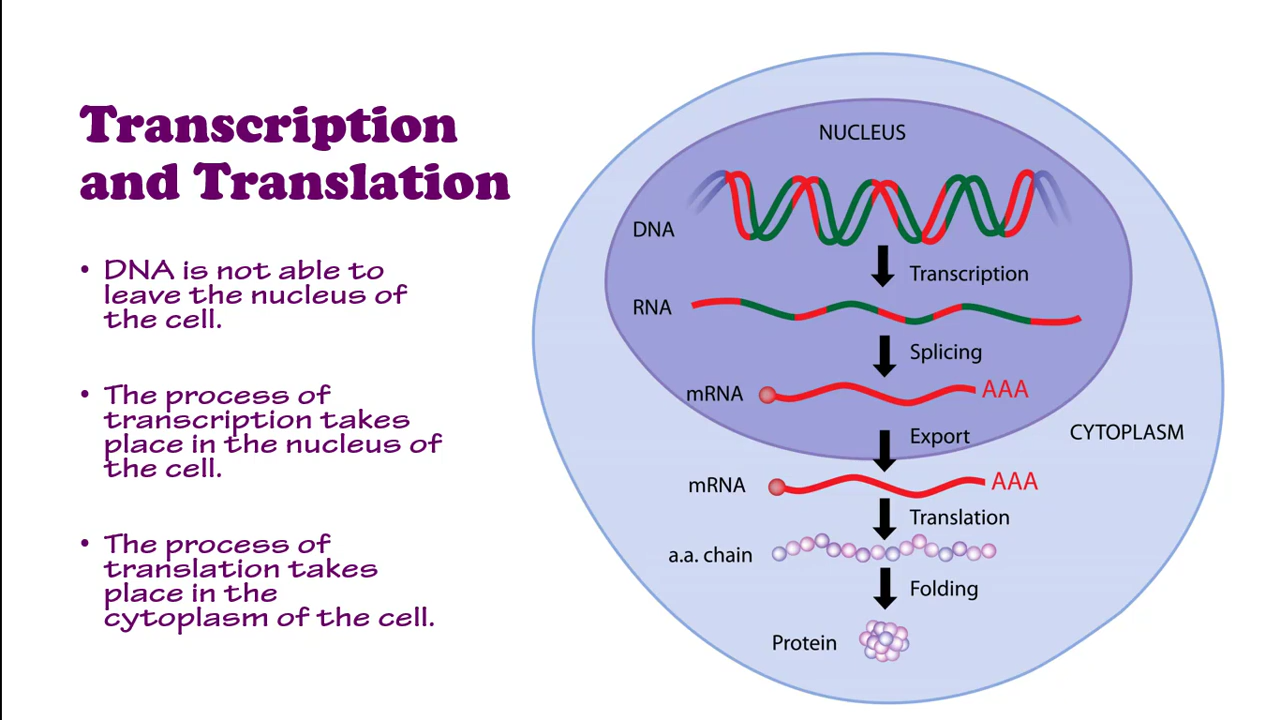 Transcription
and Translation
• DNA is not able to
leave the nucleus of
the cell.
• The process of
transcription takes
place in the nucleus of
the cell.
• The process of
translation takes
place in the
cytoplasm of the cell.
NUCLEUS
DNA
Transcription
RNA
Splicing
mRNA
AAA
Export
CYTOPLASM
mRNA
AAA
Translation
a.a. chain
Folding
Protein